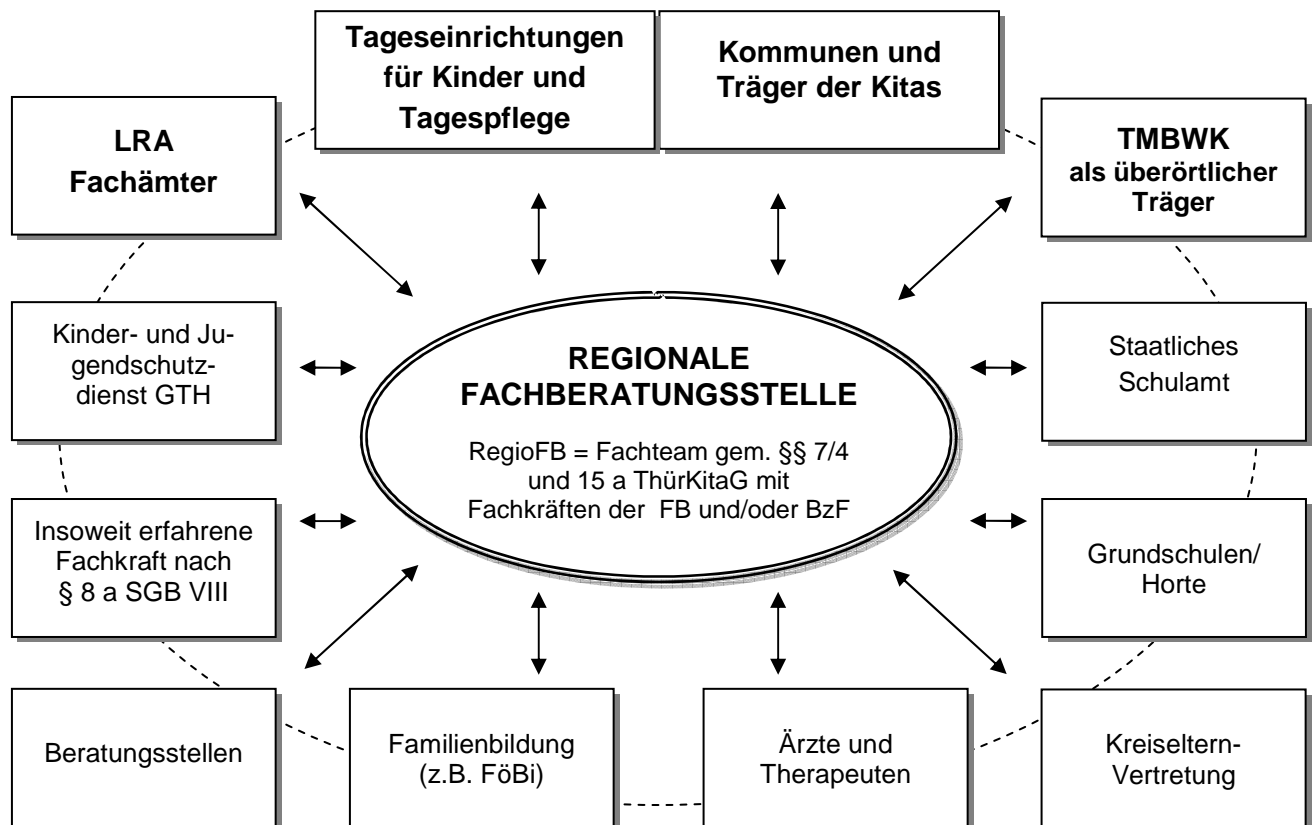 Tageseinrichtungen
für Kinder und
Tagespflege
Kommunen und
Träger der Kitas
LRA
Fachämter
TMBWK
als überörtlicher
Träger
Kinder- und Ju-
gendschutz-
dienst GTH
REGIONALE
FACHBERATUNGSSTELLE
RegioFB = Fachteam gem. §§ 7/4
und 15 a ThürKitaG mit
Fachkräften der FB und/oder BzF
Staatliches
Schulamt
Insoweit erfahrene
Fachkraft nach
§ 8 a SGB VIII
Grundschulen/
Horte
Beratungsstellen
Familienbildung
(z.B. FöBi)
Ärzte und
Therapeuten
Kreiseltern-
Vertretung